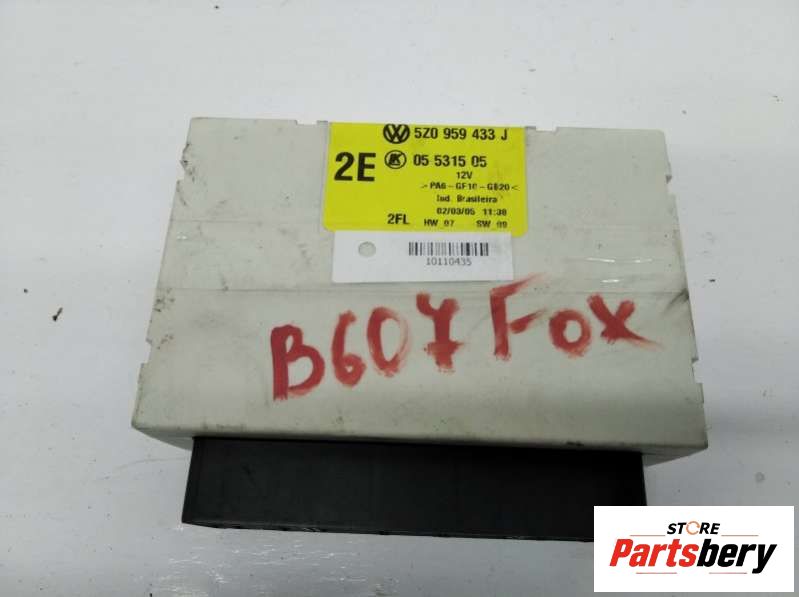 5Z0 959 433 J
2E
05 5315 05
12V
>PA6-GF10-GB20<
Ind. Brasileira
02/03/05 11:38
2FL HW 07 SW 09
10110435
B607 Fox
STORE
Partsbery